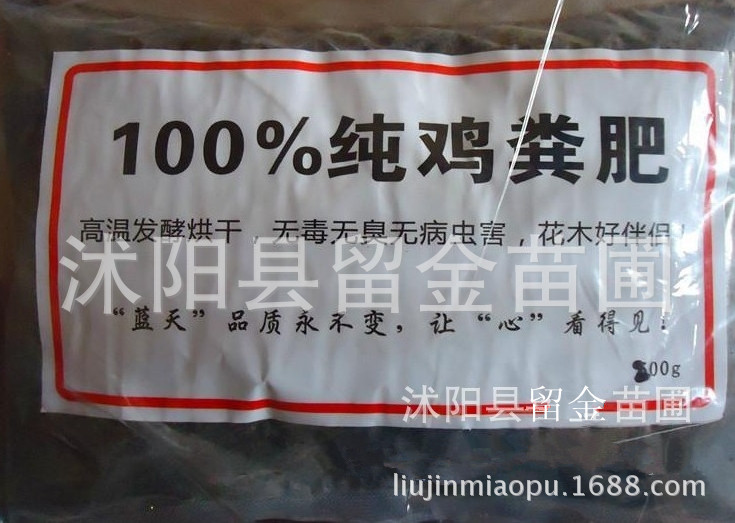 100%纯鸡粪肥
高温发酵烘干，无毒无臭无病虫害，花木好伴侣！
沭阳县留金苗圃
“蓝天”品质永不变，让“心”看得见！
00g
沭阳县留金苗圃
liujinmiaopu.1688.com